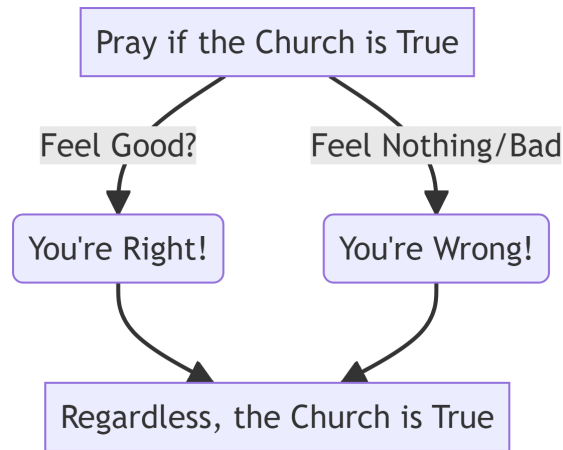 Pray if the Church is True
Feel Good?
Feel Nothing/Bad
You're Right!
You're Wrong!
Regardless, the Church is True